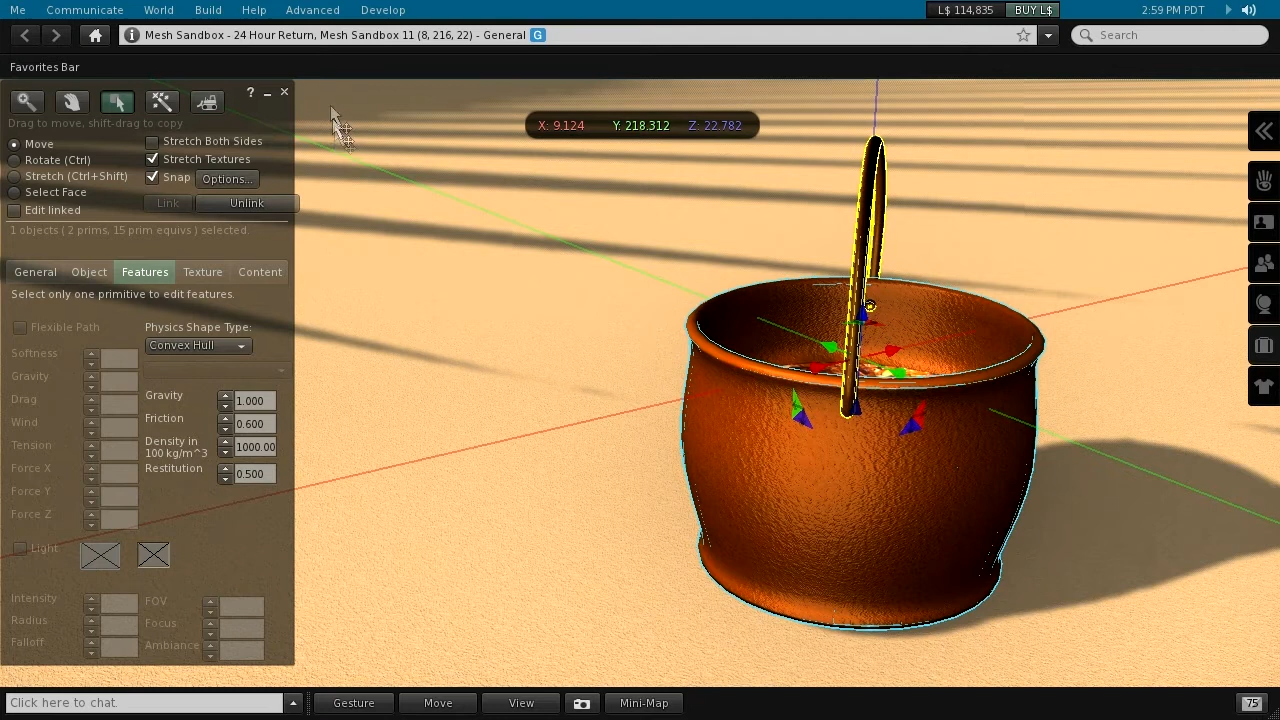 Me Communicate World Build Help Advanced Develop L$ 114,835 BUY L$ 2:59 PM PDT
Mesh Sandbox - 24 Hour Return, Mesh Sandbox 11 (8, 216, 22) - General G Search
Favorites Bar
? _ ×
Drag to move, shift-drag to copy
X: 9.124 Y: 218.312 Z: 22.782
Move Stretch Both Sides
Rotate (Ctrl) Stretch Textures
Stretch (Ctrl+Shift) Snap Options...
Select Face
Link Unlink
Edit linked
1 objects ( 2 prims, 15 prim equivs ) selected.
General Object Features Texture Content
Select only one primitive to edit features.
Flexible Path Physics Shape Type:
Convex Hull
Softness
Gravity
Drag
Wind
Tension
Force X
Force Y
Force Z
Gravity 1.000
Friction 0.600
Density in
100 kg/m^3 1000.00
Restitution 0.500
Light
Intensity FOV
Radius Focus
Falloff Ambiance
Click here to chat. Gesture Move View Mini-Map 75